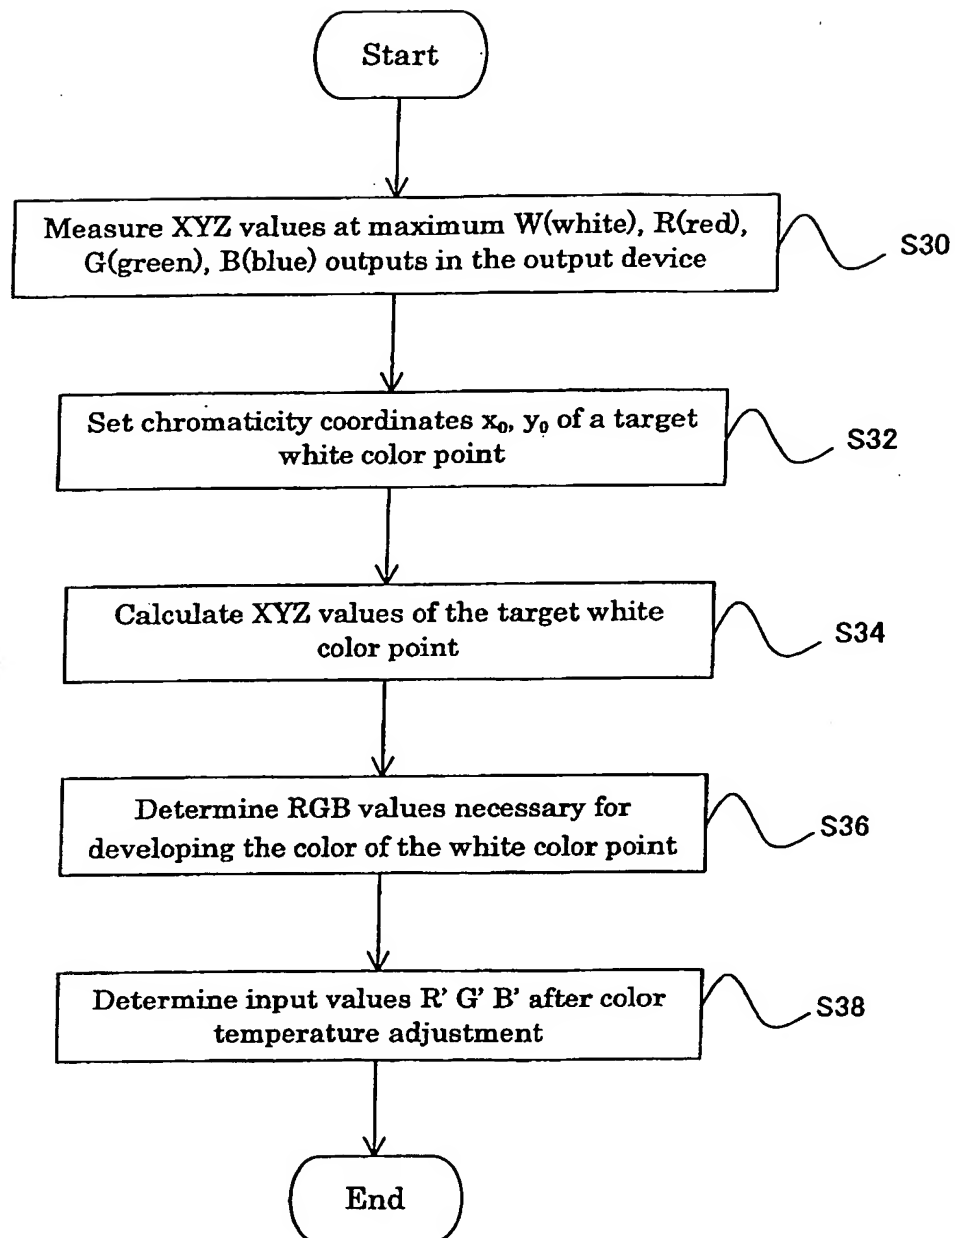 Start
Measure XYZ values at maximum W(white), R(red),
G(green), B(blue) outputs in the output device
S30
Set chromaticity coordinates x₀, y₀ of a target
white color point
S32
Calculate XYZ values of the target white
color point
S34
Determine RGB values necessary for
developing the color of the white color point
S36
Determine input values R' G' B' after color
temperature adjustment
S38
End